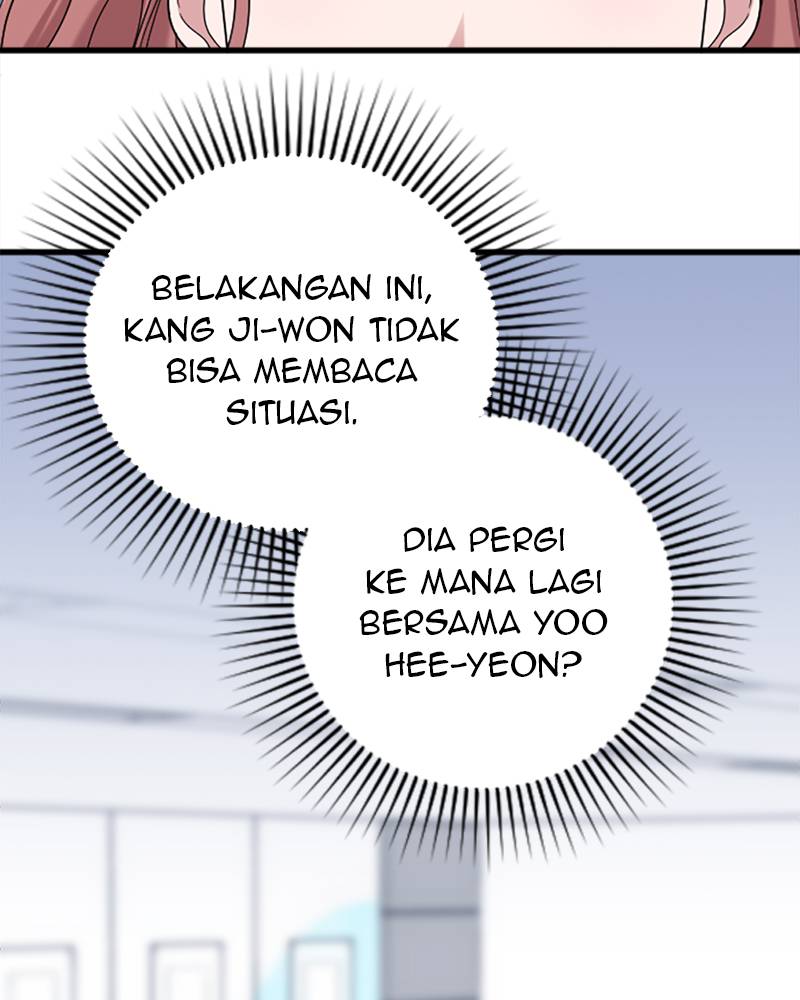 BELAKANGAN INI,
KANG JI-WON TIDAK
BISA MEMBACA
SITUASI.
DIA PERGI
KE MANA LAGI
BERSAMA YOO
HEE-YEON?